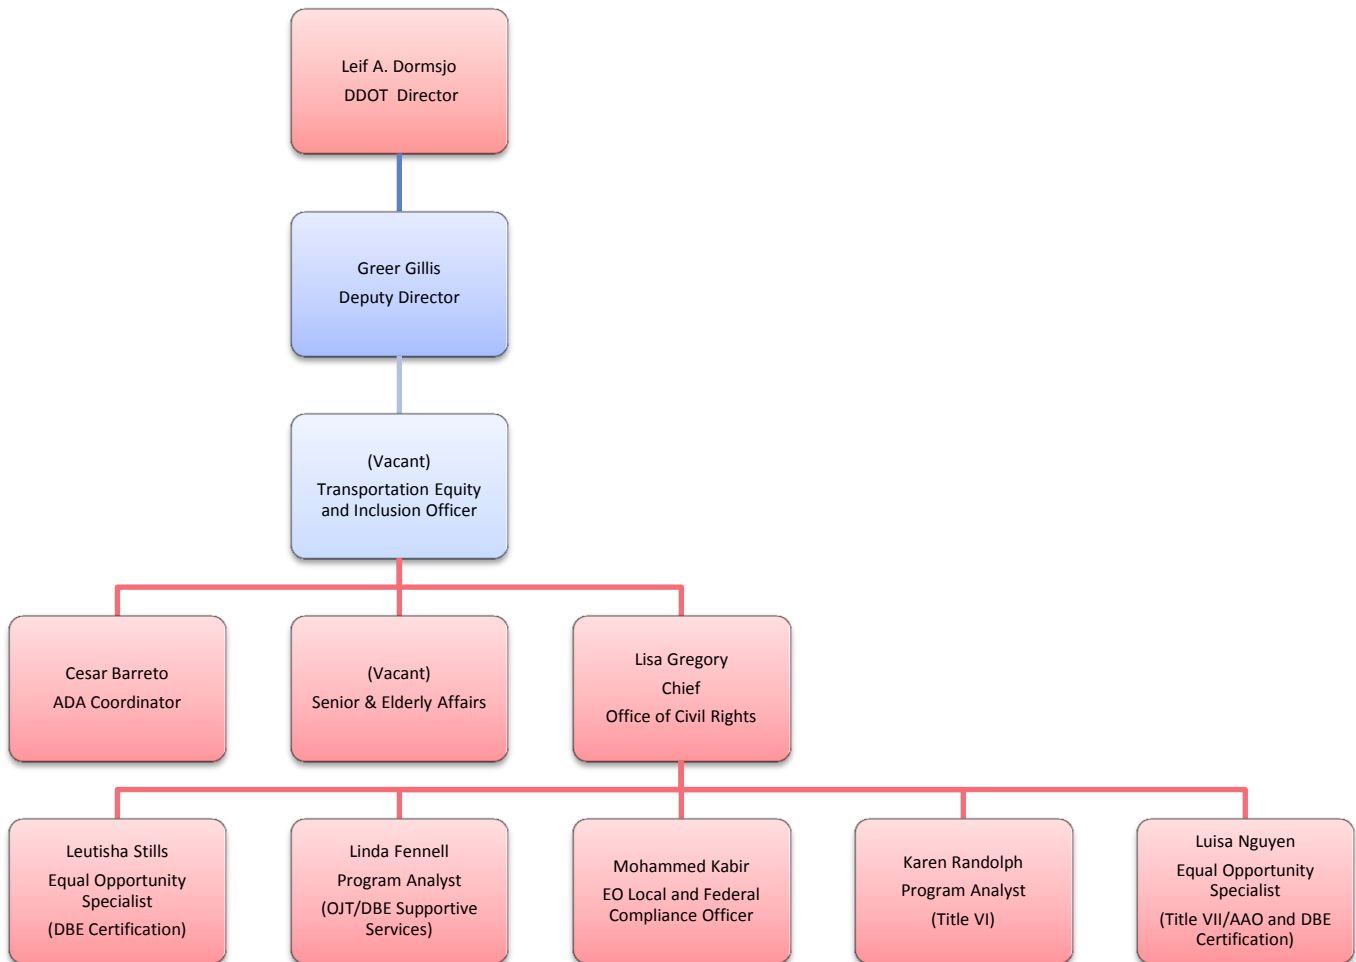 Leif A. Dormsjo
DDOT Director
Greer Gillis
Deputy Director
(Vacant)
Transportation Equity
and Inclusion Officer
Cesar Barreto
ADA Coordinator
(Vacant)
Senior & Elderly Affairs
Lisa Gregory
Chief
Office of Civil Rights
Leutisha Stills
Equal Opportunity
Specialist
(DBE Certification)
Linda Fennell
Program Analyst
(OJT/DBE Supportive
Services)
Mohammed Kabir
EO Local and Federal
Compliance Officer
Karen Randolph
Program Analyst
(Title VI)
Luisa Nguyen
Equal Opportunity
Specialist
(Title VII/AAO and DBE
Certification)